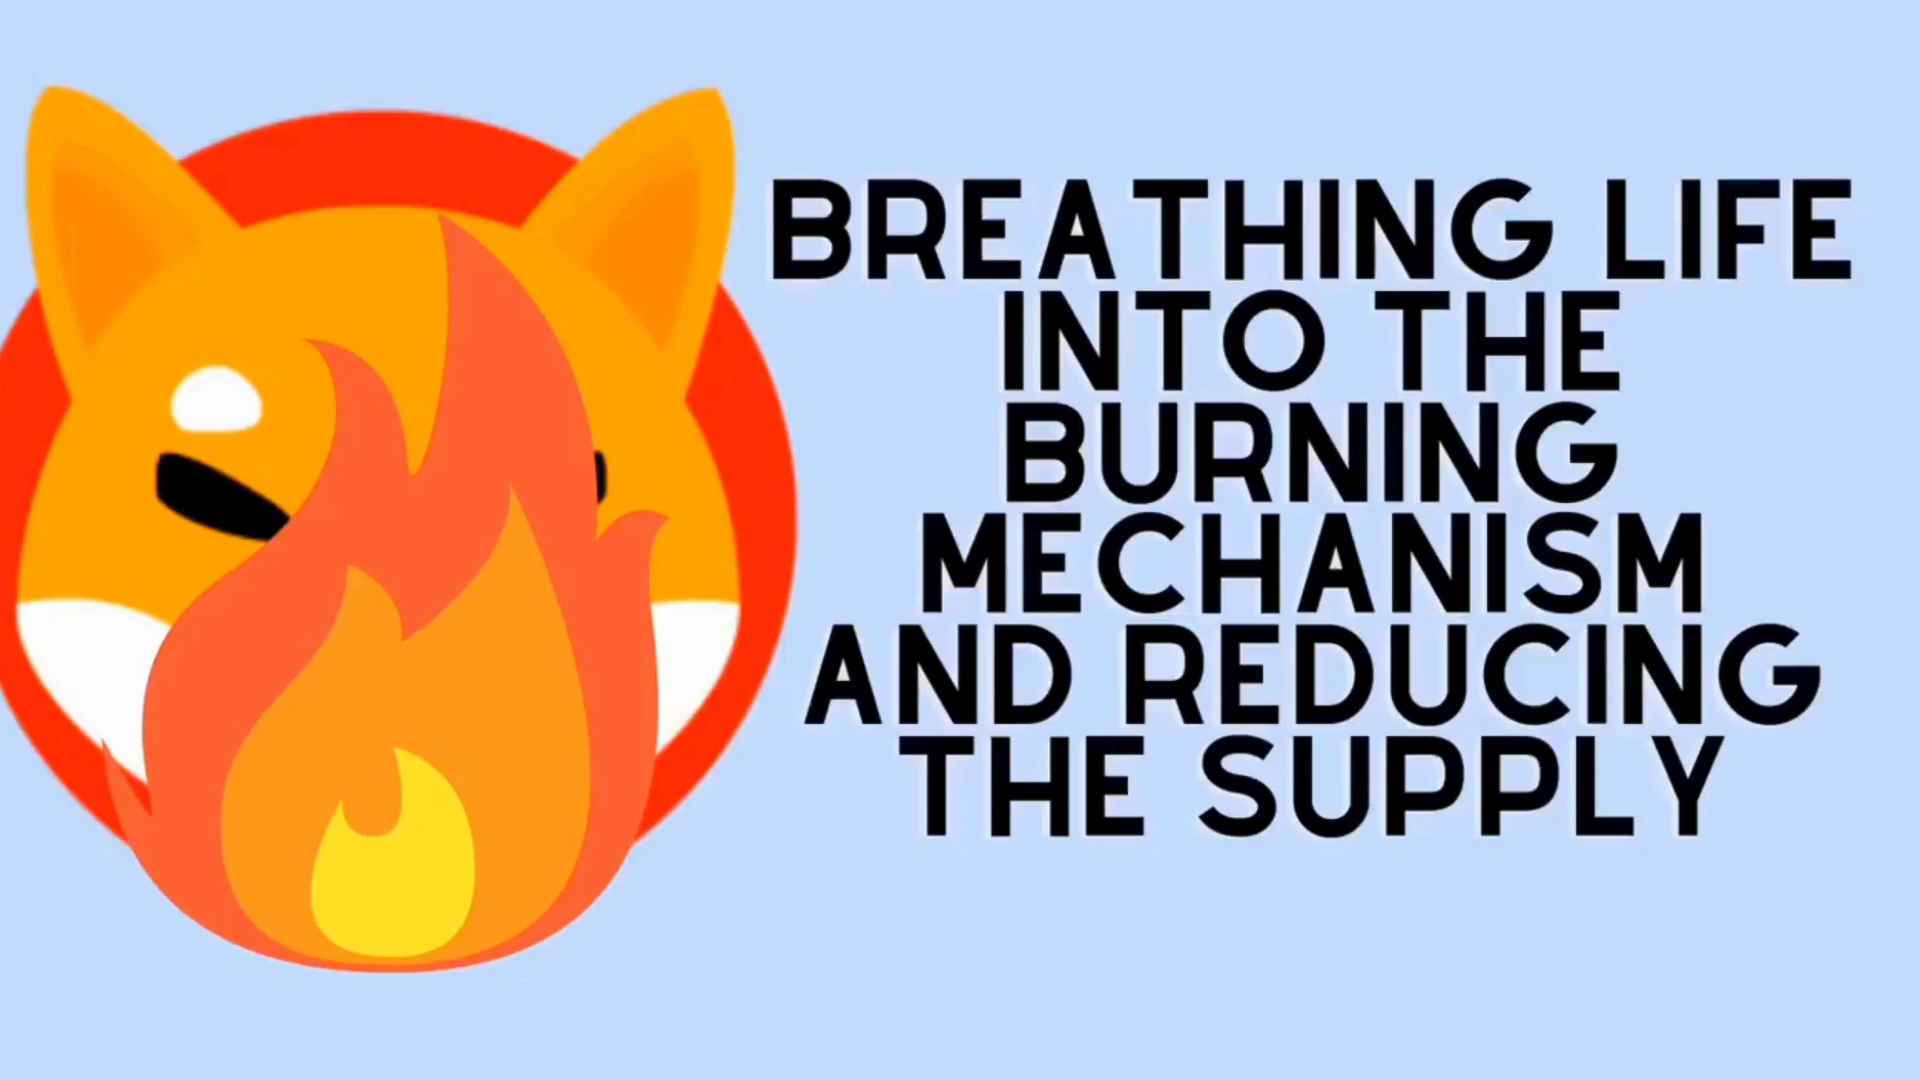 BREATHING LIFE
INTO THE
BURNING
MECHANISM
AND REDUCING
THE SUPPLY